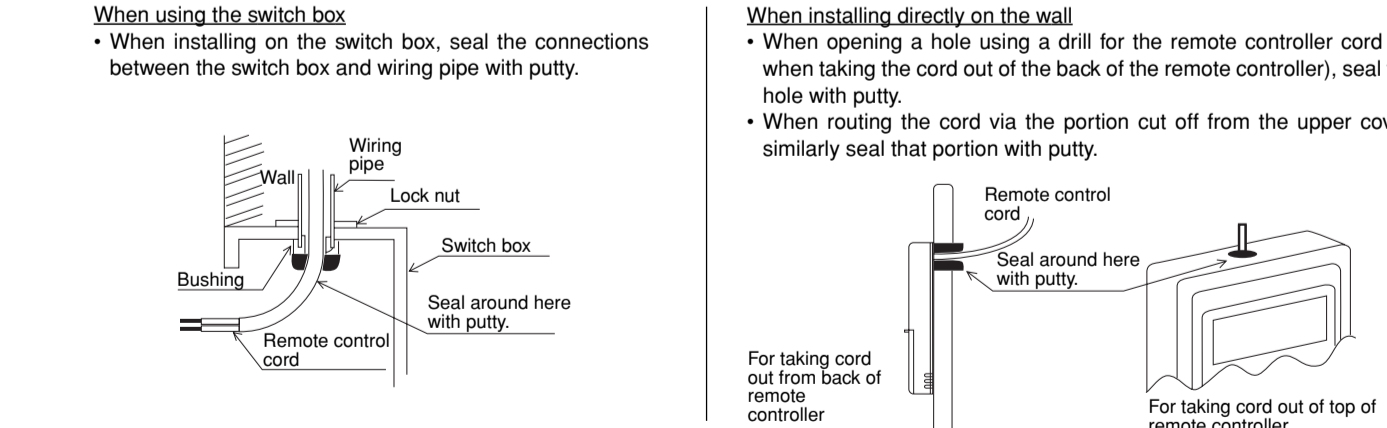 When using the switch box
• When installing on the switch box, seal the connections
between the switch box and wiring pipe with putty.
Wiring
pipe
Wall
Lock nut
Switch box
Bushing
Seal around here
with putty.
Remote control
cord
When installing directly on the wall
• When opening a hole using a drill for the remote controller cord
when taking the cord out of the back of the remote controller), seal
hole with putty.
• When routing the cord via the portion cut off from the upper
similarly seal that portion with putty.
Remote control
cord
Seal around here
with putty.
For taking cord
out from back of
remote
controller
For taking cord out of top of
remote controller